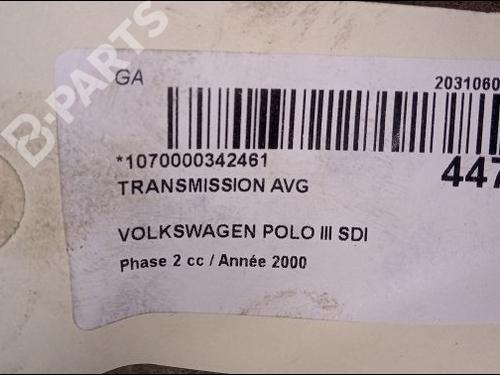 B-PARTS
GA
2031060
*1070000342461
447
TRANSMISSION AVG
VOLKSWAGEN POLO III SDI
Phase 2 cc / Année 2000